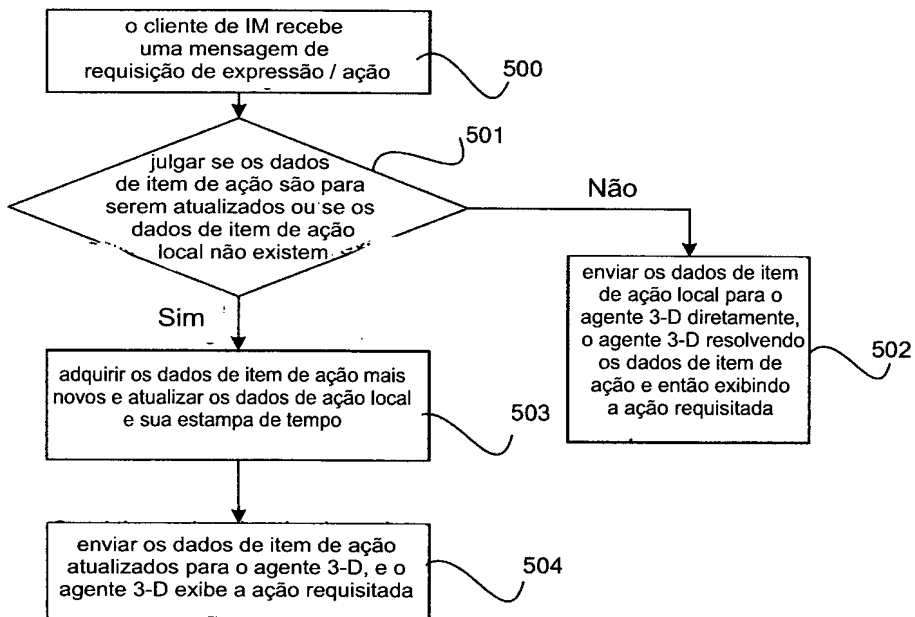 o cliente de IM recebe
uma mensagem de
requisição de expressão / ação
500
501
julgar se os dados
de item de ação são para
serem atualizados ou se os
dados de item de ação
local não existem
Não
enviar os dados de item
de ação local para o
agente 3-D diretamente,
o agente 3-D resolvendo
os dados de item de
ação e então exibindo
a ação requisitada
502
Sim
adquirir os dados de item de ação mais
novos e atualizar os dados de ação local
e sua estampa de tempo
503
enviar os dados de item de ação
atualizados para o agente 3-D, e o
agente 3-D exibe a ação requisitada
504